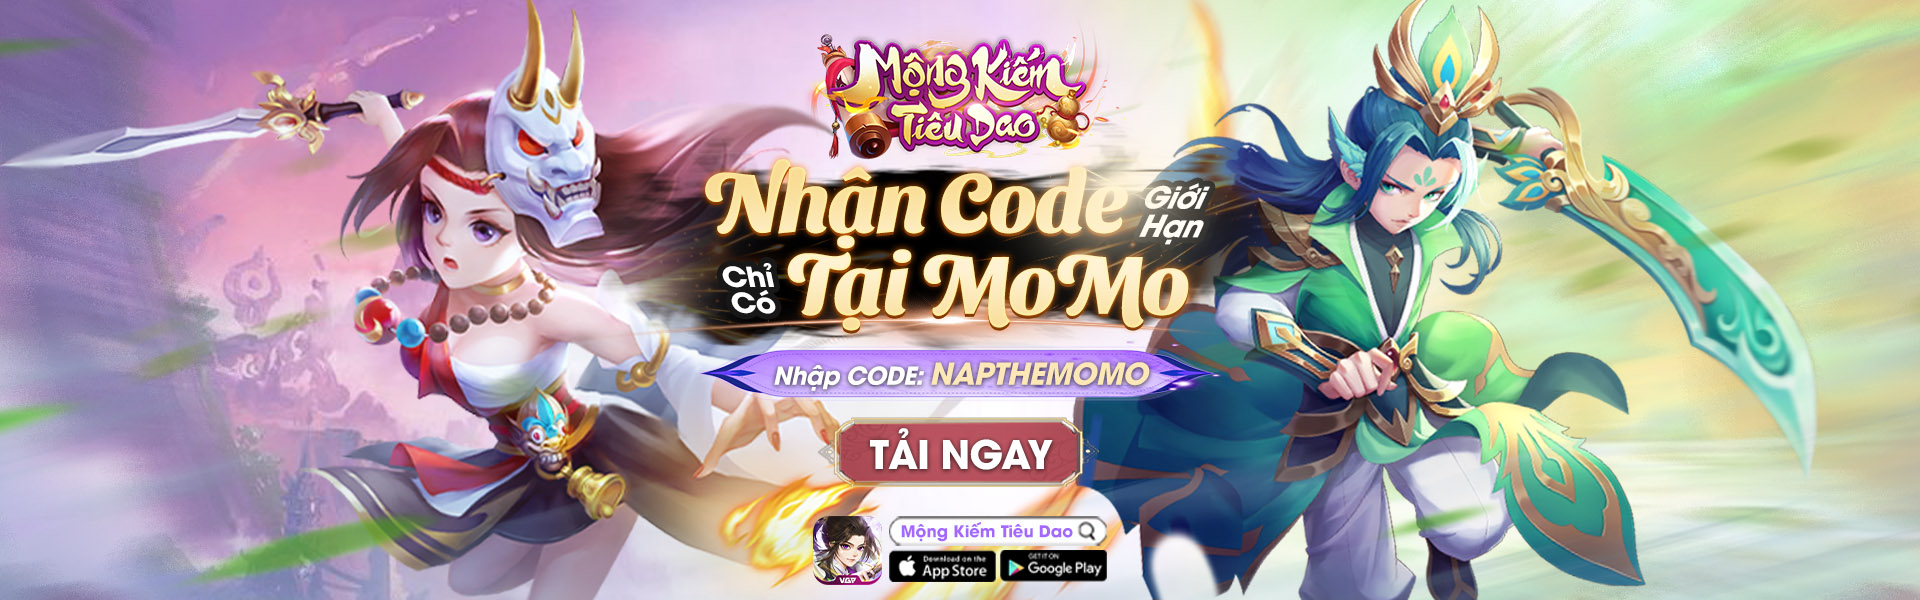 Mộng Kiếm
Tiêu Dao
Nhận Code Giới Hạn
Chỉ Có Tại MoMo
Nhập CODE: NAPTHEMOMO
TẢI NGAY
Mộng Kiếm Tiêu Dao
VGP
Download on the
App Store
GET IT ON
Google Play